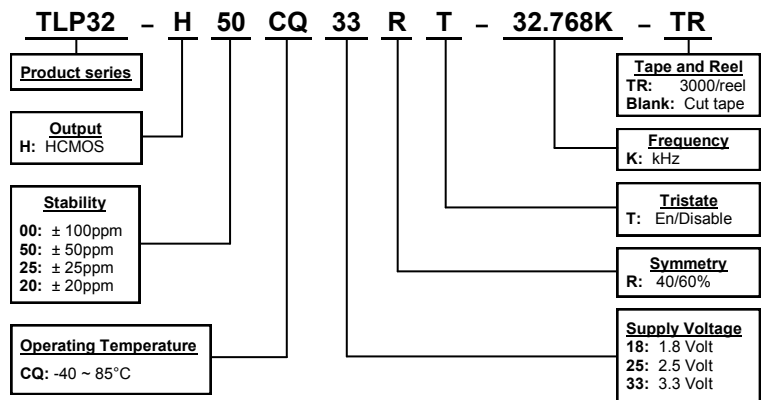 TLP32 – H 50 CQ 33 R T – 32.768K – TR
Product series
Output
H: HCMOS
Stability
00: ± 100ppm
50: ± 50ppm
25: ± 25ppm
20: ± 20ppm
Operating Temperature
CQ: -40 ~ 85°C
Tape and Reel
TR: 3000/reel
Blank: Cut tape
Frequency
K: kHz
Tristate
T: En/Disable
Symmetry
R: 40/60%
Supply Voltage
18: 1.8 Volt
25: 2.5 Volt
33: 3.3 Volt